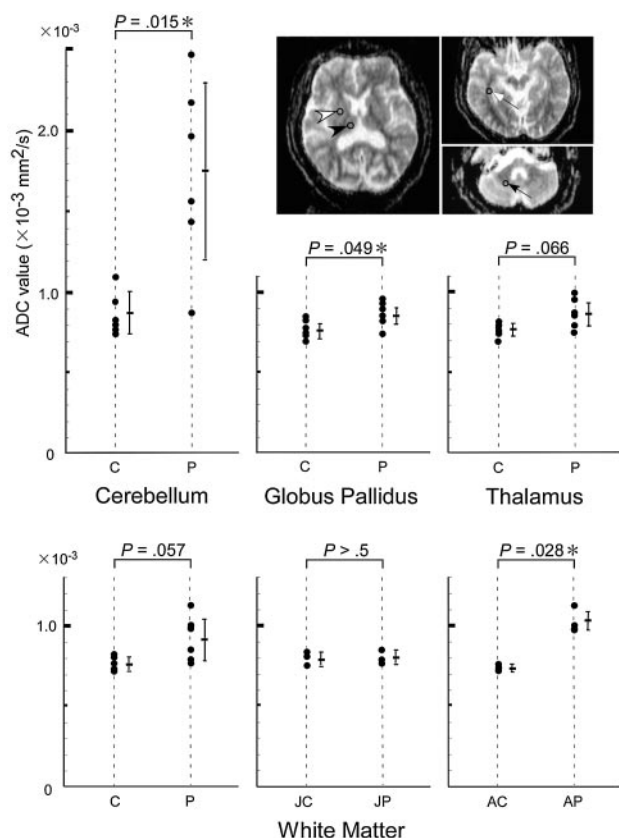 P = .015 *
×10⁻³
2.0
1.0
0
ADC value (×10⁻³ mm²/s)
C P
Cerebellum
P = .049 *
C P
Globus Pallidus
P = .066
C P
Thalamus
×10⁻³
P = .057
1.0
0
C P
P > .5
JC JP
P = .028 *
AC AP
White Matter